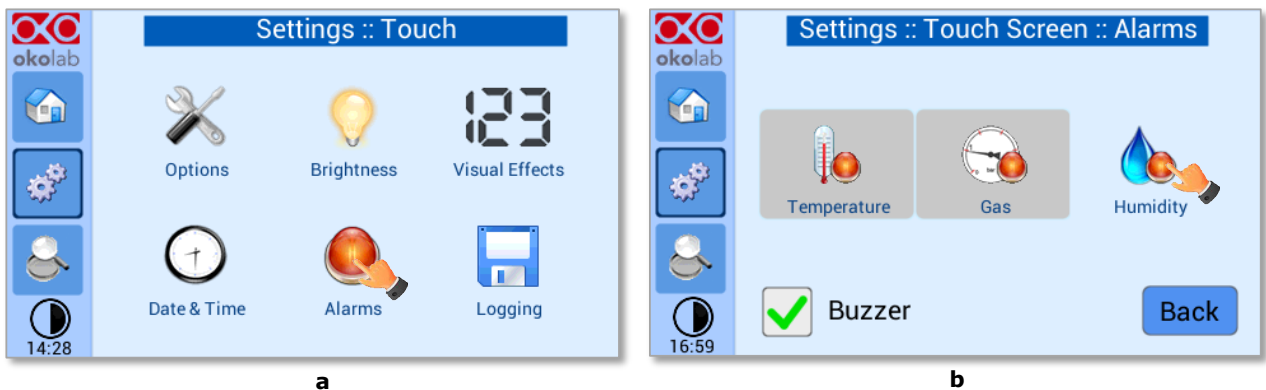 okolab
Settings :: Touch
Options
Brightness
Visual Effects
Date & Time
Alarms
Logging
14:28
a
okolab
Settings :: Touch Screen :: Alarms
Temperature
Gas
Humidity
Buzzer
Back
16:59
b